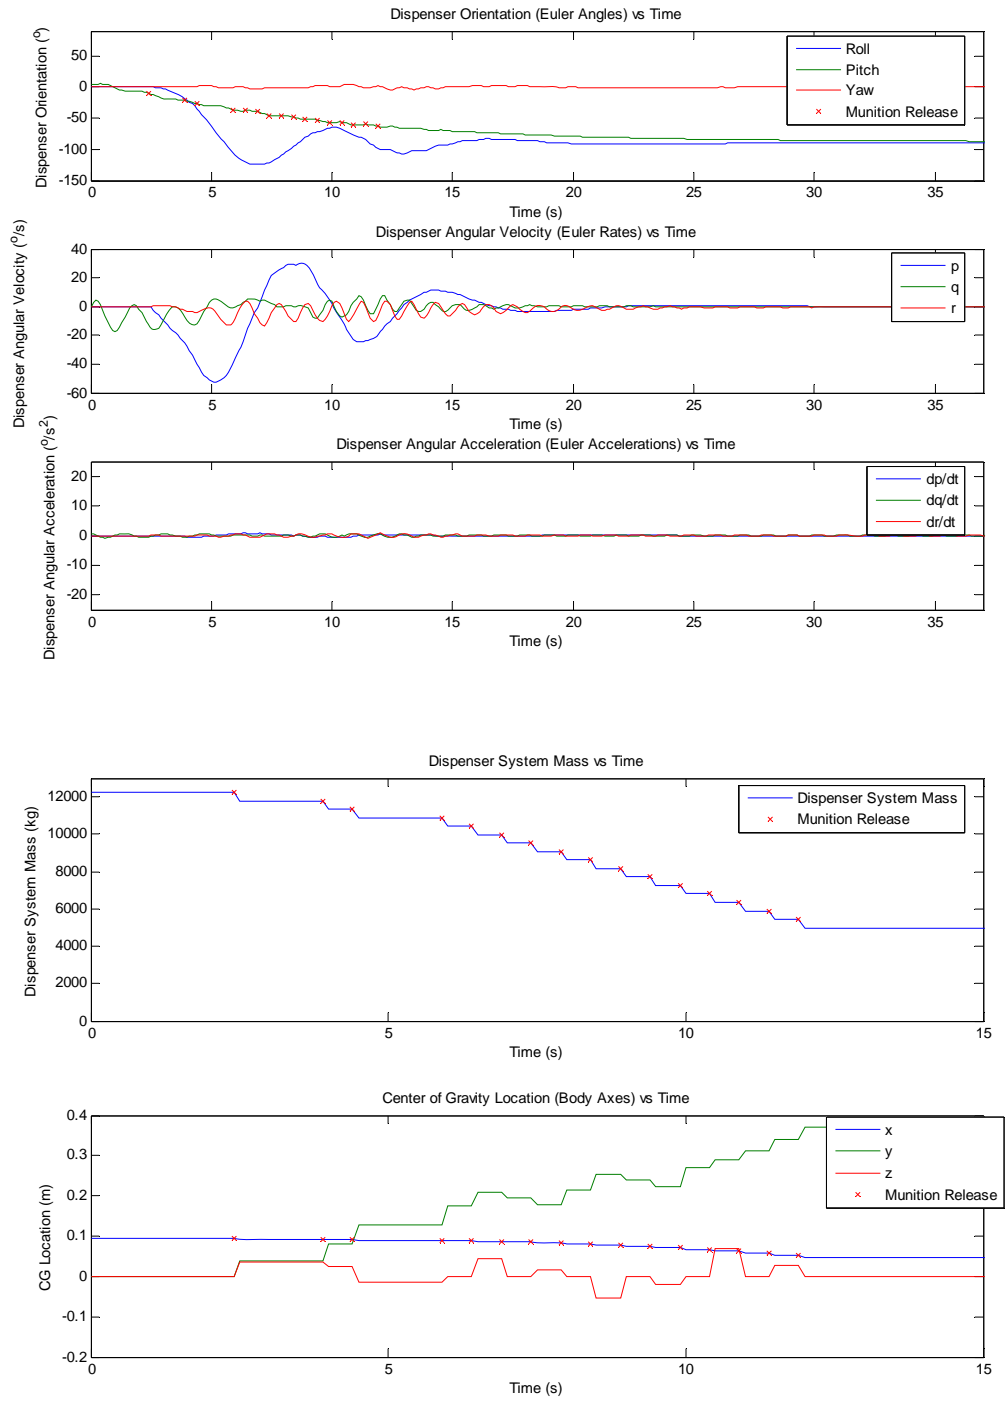 Dispenser Orientation (Euler Angles) vs Time
Dispenser Orientation (⁰)
50
0
-50
-100
-150
Roll
Pitch
Yaw
Munition Release
0 5 10 15 20 25 30 35
Time (s)
Dispenser Angular Velocity (Euler Rates) vs Time
Dispenser Angular Velocity (⁰/s)
40
20
0
-20
-40
-60
p
q
r
0 5 10 15 20 25 30 35
Time (s)
Dispenser Angular Acceleration (Euler Accelerations) vs Time
Dispenser Angular Acceleration (⁰/s²)
20
10
0
-10
-20
dp/dt
dq/dt
dr/dt
0 5 10 15 20 25 30 35
Time (s)
Dispenser System Mass vs Time
Dispenser System Mass (kg)
12000
10000
8000
6000
4000
2000
0
Dispenser System Mass
Munition Release
0 5 10 15
Time (s)
Center of Gravity Location (Body Axes) vs Time
CG Location (m)
0.4
0.3
0.2
0.1
0
-0.1
-0.2
x
y
z
Munition Release
0 5 10 15
Time (s)